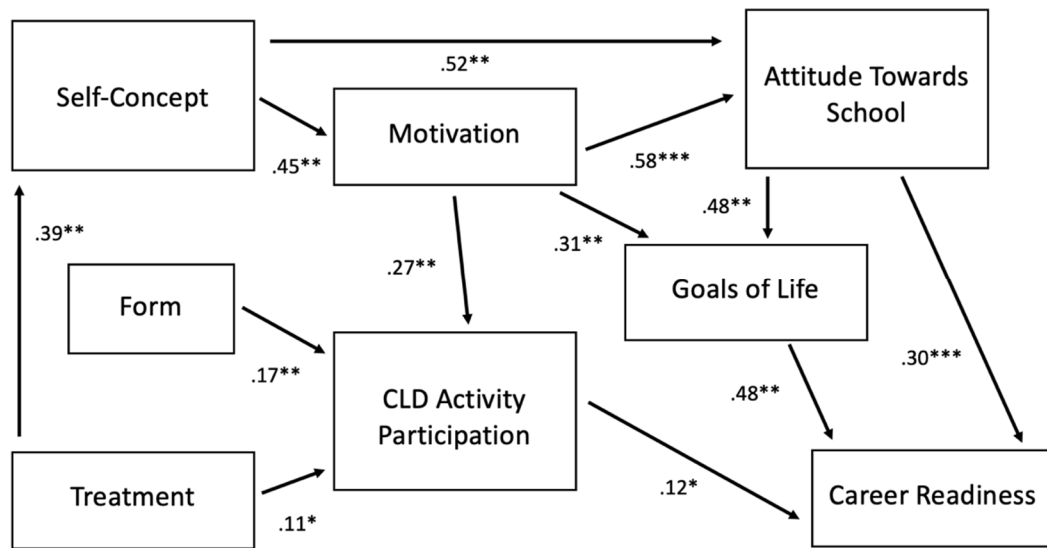 .52**
Self-Concept
Attitude Towards
School
Motivation
.45**
.58***
.39**
.48**
.31**
.27**
Goals of Life
Form
.17**
.30***
.48**
CLD Activity
Participation
Treatment
.11*
.12*
Career Readiness